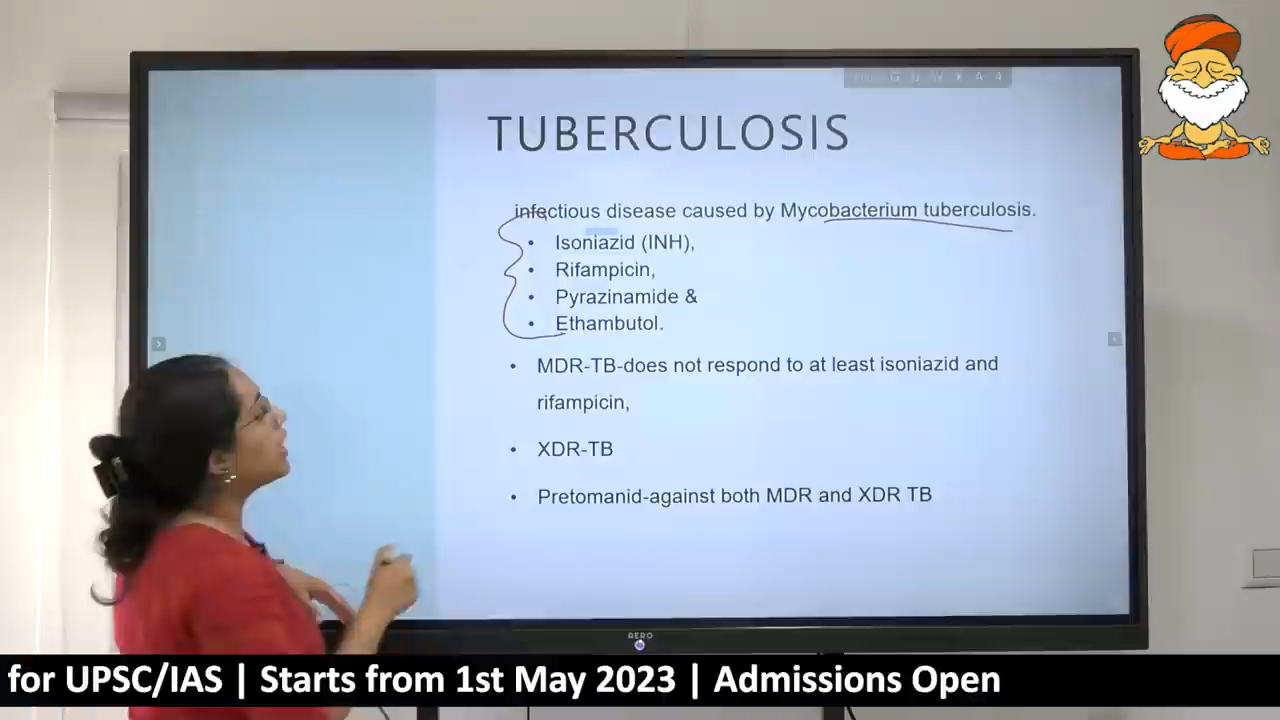 TUBERCULOSIS
infectious disease caused by Mycobacterium tuberculosis.
• Isoniazid (INH),
• Rifampicin,
• Pyrazinamide &
• Ethambutol.
• MDR-TB-does not respond to at least isoniazid and
rifampicin,
• XDR-TB
• Pretomanid-against both MDR and XDR TB
AERO
for UPSC/IAS | Starts from 1st May 2023 | Admissions Open